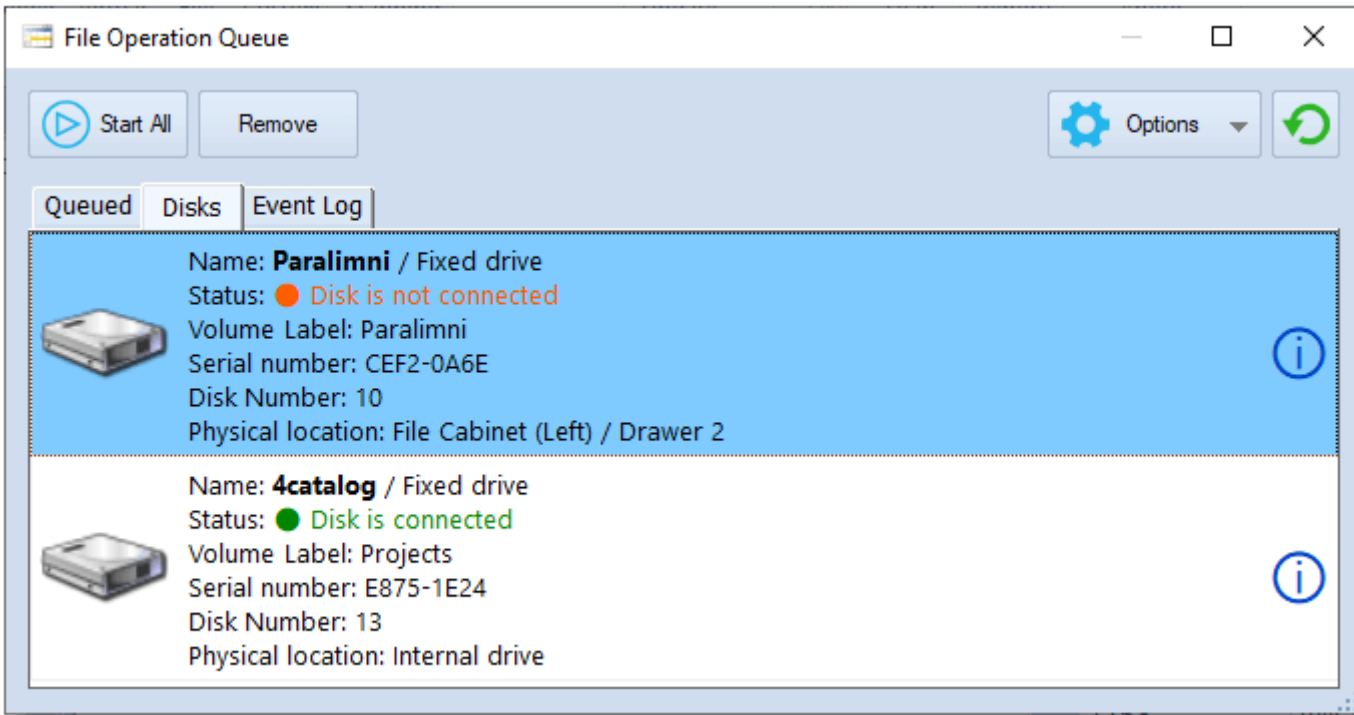 File Operation Queue
Start All Remove Options
Queued Disks Event Log
Name: Paralimni / Fixed drive
Status: Disk is not connected
Volume Label: Paralimni
Serial number: CEF2-0A6E
Disk Number: 10
Physical location: File Cabinet (Left) / Drawer 2
Name: 4catalog / Fixed drive
Status: Disk is connected
Volume Label: Projects
Serial number: E875-1E24
Disk Number: 13
Physical location: Internal drive